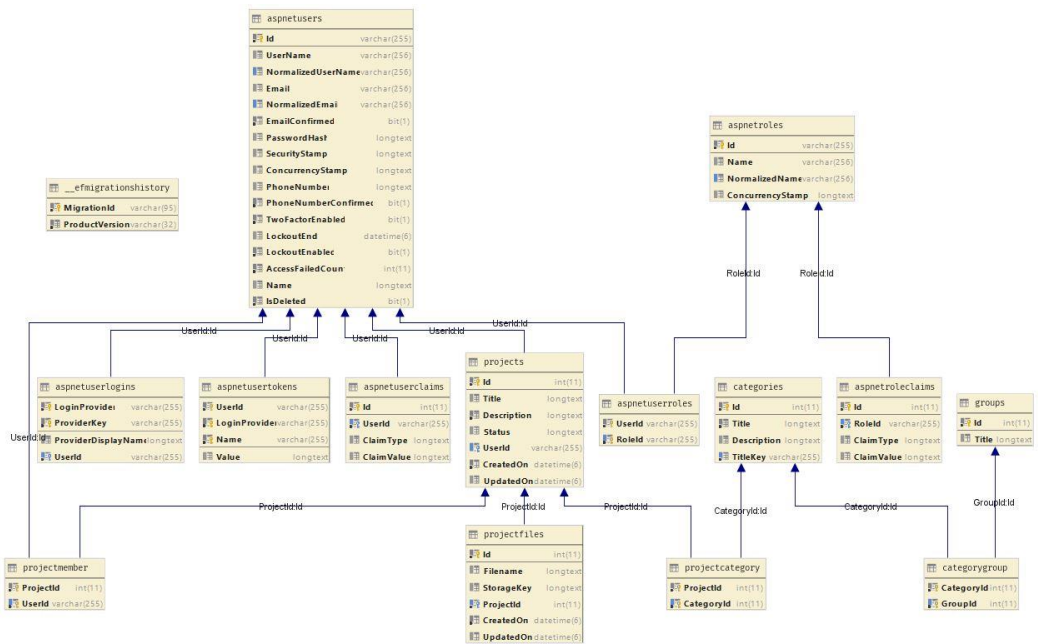 aspnetusers
Id varchar(255)
UserName varchar(256)
NormalizedUserName varchar(256)
Email varchar(256)
NormalizedEmai varchar(256)
EmailConfirmed bit(1)
PasswordHash longtext
SecurityStamp longtext
ConcurrencyStamp longtext
PhoneNumber longtext
PhoneNumberConfirmed bit(1)
TwoFactorEnabled bit(1)
LockoutEnd datetime(6)
LockoutEnabled bit(1)
AccessFailedCoun int(11)
Name longtext
IsDeleted bit(1)
aspnetroles
Id varchar(255)
Name varchar(256)
NormalizedName varchar(256)
ConcurrencyStamp longtext
__efmigrationshistory
MigrationId varchar(95)
ProductVersion varchar(32)
RoleId:Id
RoleId:Id
UserId:Id
UserId:Id
UserId:Id
UserId:Id
UserId:Id
UserId:Id
aspnetuserlogins
LoginProvider varchar(255)
ProviderKey varchar(255)
ProviderDisplayName longtext
UserId varchar(255)
aspnetusertokens
UserId varchar(255)
LoginProvider varchar(255)
Name varchar(255)
Value longtext
aspnetuserclaims
Id int(11)
UserId varchar(255)
ClaimType longtext
ClaimValue longtext
projects
Id int(11)
Title longtext
Description longtext
Status longtext
UserId varchar(255)
CreatedOn datetime(6)
UpdatedOn datetime(6)
aspnetuserroles
UserId varchar(255)
RoleId varchar(255)
categories
Id int(11)
Title longtext
Description longtext
TitleKey varchar(255)
aspnetroleclaims
Id int(11)
RoleId varchar(255)
ClaimType longtext
ClaimValue longtext
groups
Id int(11)
Title longtext
ProjectId:Id
ProjectId:Id
ProjectId:Id
CategoryId:Id
CategoryId:Id
GroupId:Id
projectmember
ProjectId int(11)
UserId varchar(255)
projectfiles
Id int(11)
Filename longtext
StorageKey longtext
ProjectId int(11)
CreatedOn datetime(6)
UpdatedOn datetime(6)
projectcategory
ProjectId int(11)
CategoryId int(11)
categorygroup
CategoryId int(11)
GroupId int(11)